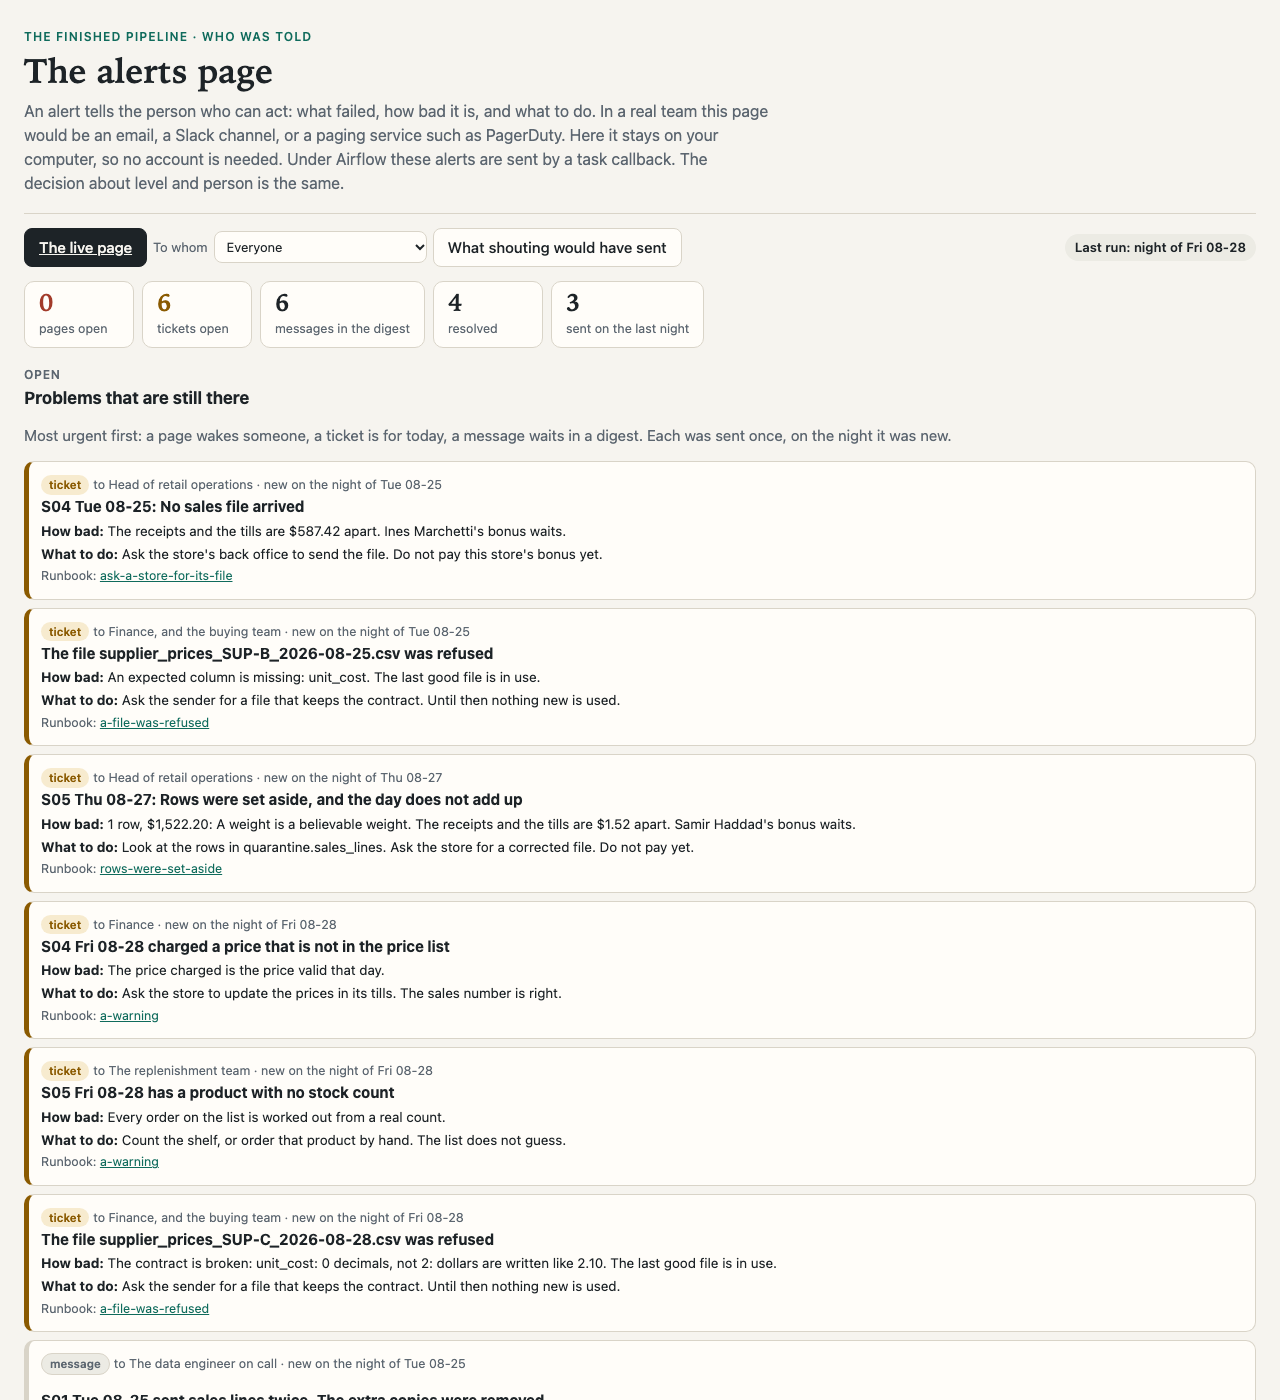 THE FINISHED PIPELINE · WHO WAS TOLD
The alerts page
An alert tells the person who can act: what failed, how bad it is, and what to do. In a real team this page
would be an email, a Slack channel, or a paging service such as PagerDuty. Here it stays on your
computer, so no account is needed. Under Airflow these alerts are sent by a task callback. The
decision about level and person is the same.
The live page To whom Everyone What shouting would have sent Last run: night of Fri 08-28
0 6 6 4 3
pages open tickets open messages in the digest resolved sent on the last night
OPEN
Problems that are still there
Most urgent first: a page wakes someone, a ticket is for today, a message waits in a digest. Each was sent once, on the night it was new.
ticket to Head of retail operations · new on the night of Tue 08-25
S04 Tue 08-25: No sales file arrived
How bad: The receipts and the tills are $587.42 apart. Ines Marchetti's bonus waits.
What to do: Ask the store's back office to send the file. Do not pay this store's bonus yet.
Runbook: ask-a-store-for-its-file
ticket to Finance, and the buying team · new on the night of Tue 08-25
The file supplier_prices_SUP-B_2026-08-25.csv was refused
How bad: An expected column is missing: unit_cost. The last good file is in use.
What to do: Ask the sender for a file that keeps the contract. Until then nothing new is used.
Runbook: a-file-was-refused
ticket to Head of retail operations · new on the night of Thu 08-27
S05 Thu 08-27: Rows were set aside, and the day does not add up
How bad: 1 row, $1,522.20: A weight is a believable weight. The receipts and the tills are $1.52 apart. Samir Haddad's bonus waits.
What to do: Look at the rows in quarantine.sales_lines. Ask the store for a corrected file. Do not pay yet.
Runbook: rows-were-set-aside
ticket to Finance · new on the night of Fri 08-28
S04 Fri 08-28 charged a price that is not in the price list
How bad: The price charged is the price valid that day.
What to do: Ask the store to update the prices in its tills. The sales number is right.
Runbook: a-warning
ticket to The replenishment team · new on the night of Fri 08-28
S05 Fri 08-28 has a product with no stock count
How bad: Every order on the list is worked out from a real count.
What to do: Count the shelf, or order that product by hand. The list does not guess.
Runbook: a-warning
ticket to Finance, and the buying team · new on the night of Fri 08-28
The file supplier_prices_SUP-C_2026-08-28.csv was refused
How bad: The contract is broken: unit_cost: 0 decimals, not 2: dollars are written like 2.10. The last good file is in use.
What to do: Ask the sender for a file that keeps the contract. Until then nothing new is used.
Runbook: a-file-was-refused
message to The data engineer on call · new on the night of Tue 08-25
S01 Tue 08-25 sent sales lines twice. The extra copies were removed